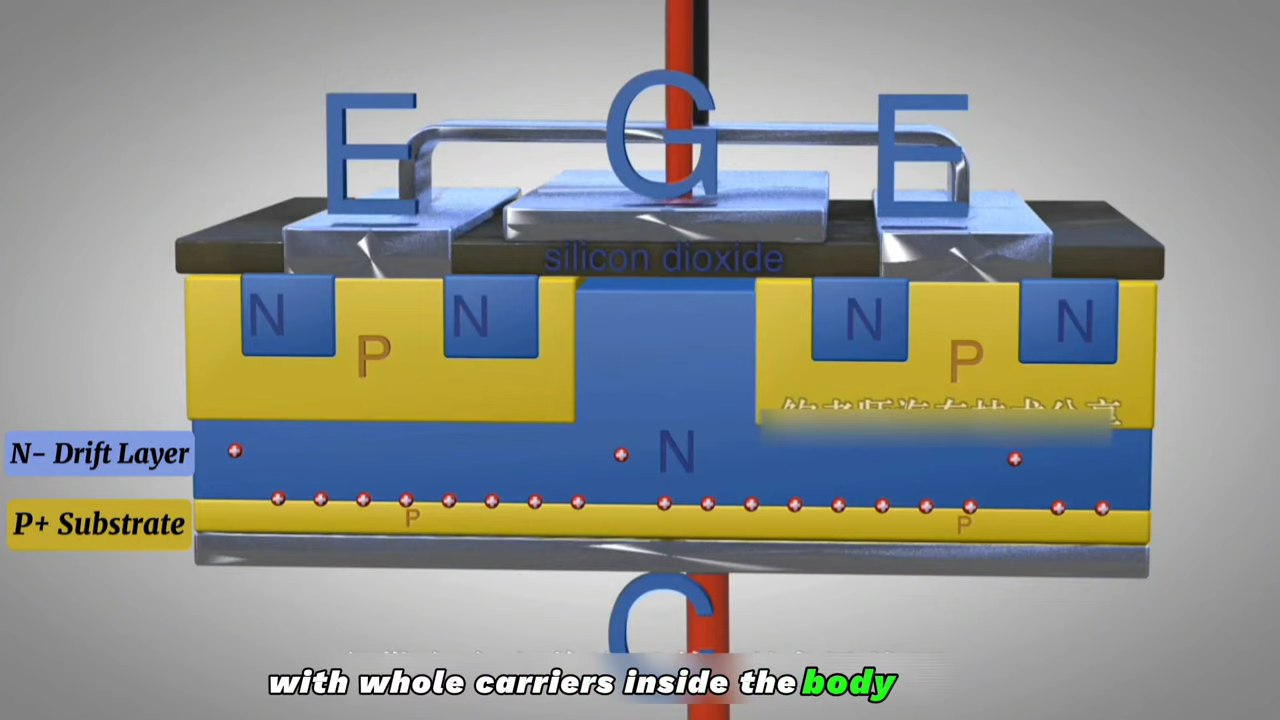 E G E
silicon dioxide
N N N N
P P
N- Drift Layer
N
P+ Substrate
P P
C
with whole carriers inside the body